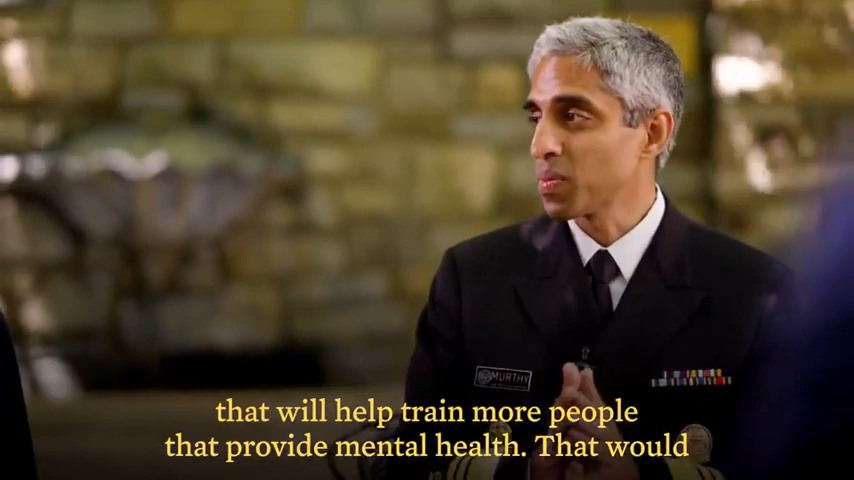 MURTHY
that will help train more people
that provide mental health. That would